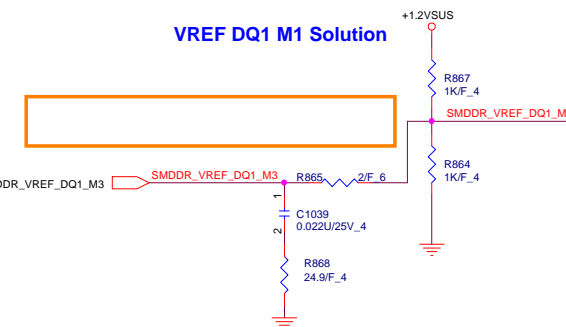 +1.2VSUS
VREF DQ1 M1 Solution
R867
1K/F_4
SMDDR_VREF_DQ1_M
R864
1K/F_4
DDR_VREF_DQ1_M3
SMDDR_VREF_DQ1_M3
R865
2/F_6
1
C1039
0.022U/25V_4
2
R868
24.9/F_4